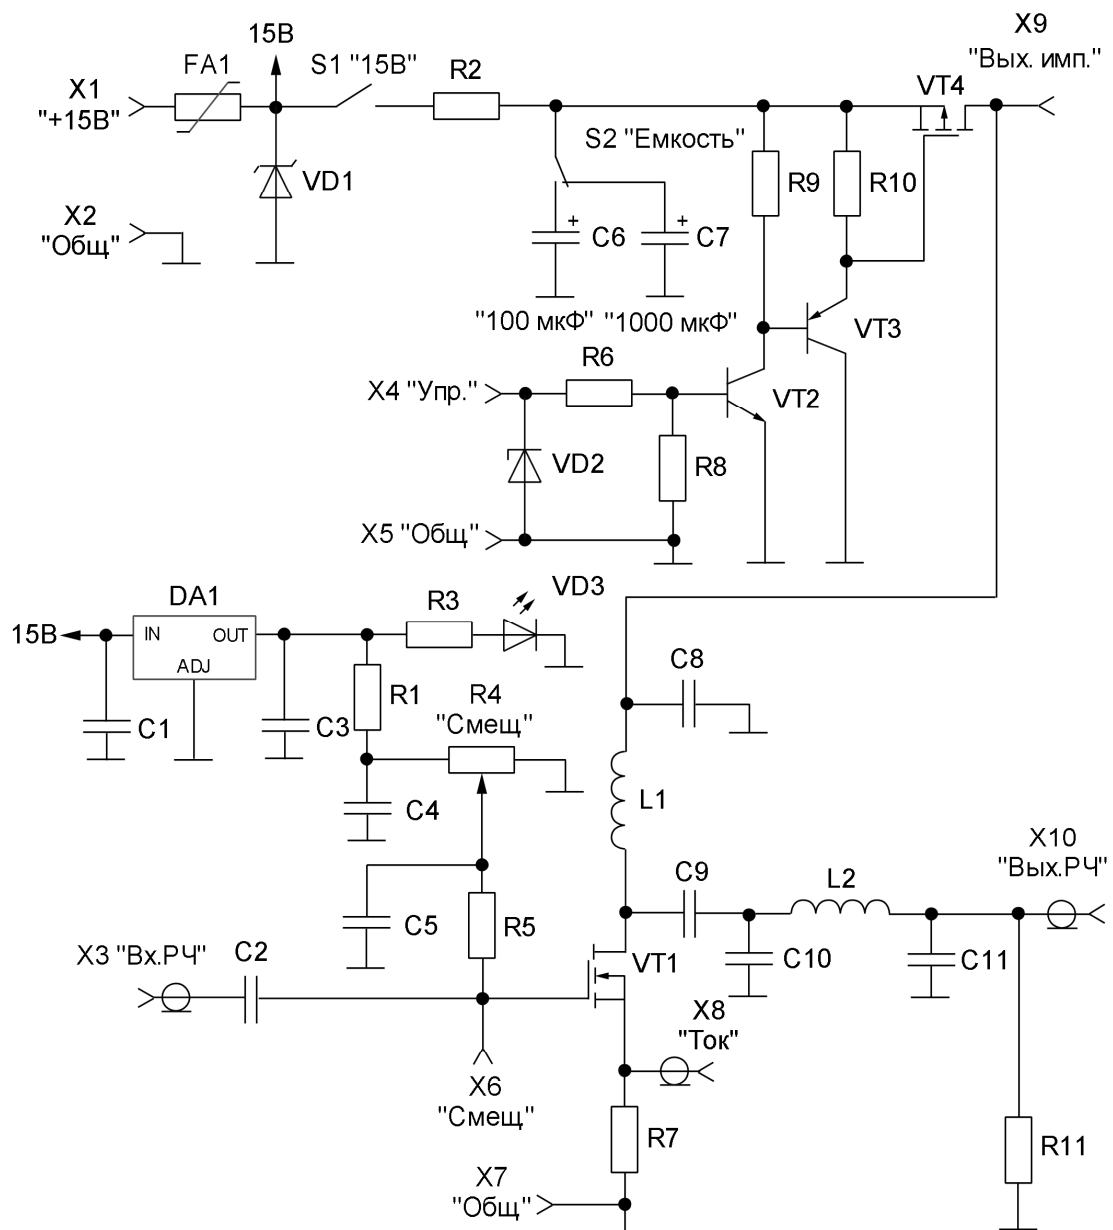 15В
X9
"Вых. имп."
FA1
S1 "15В"
R2
VT4
X1
"+15В"
S2 "Емкость"
VD1
R9
R10
X2
"Общ"
C6
C7
"100 мкФ"
"1000 мкФ"
VT3
R6
X4 "Упр."
VT2
VD2
R8
X5 "Общ"
DA1
R3
VD3
15В
IN
OUT
ADJ
C8
R1
R4
"Смещ"
C1
C3
C4
L1
X10
"Вых.РЧ"
C9
L2
C5
R5
X3 "Вх.РЧ"
C2
VT1
C10
C11
X8
"Ток"
X6
"Смещ"
R7
R11
X7
"Общ"